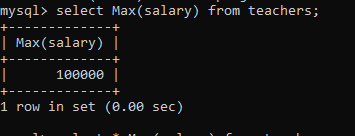 mysql> select Max(salary) from teachers;
+-------------+
| Max(salary) |
+-------------+
|      100000 |
+-------------+
1 row in set (0.00 sec)